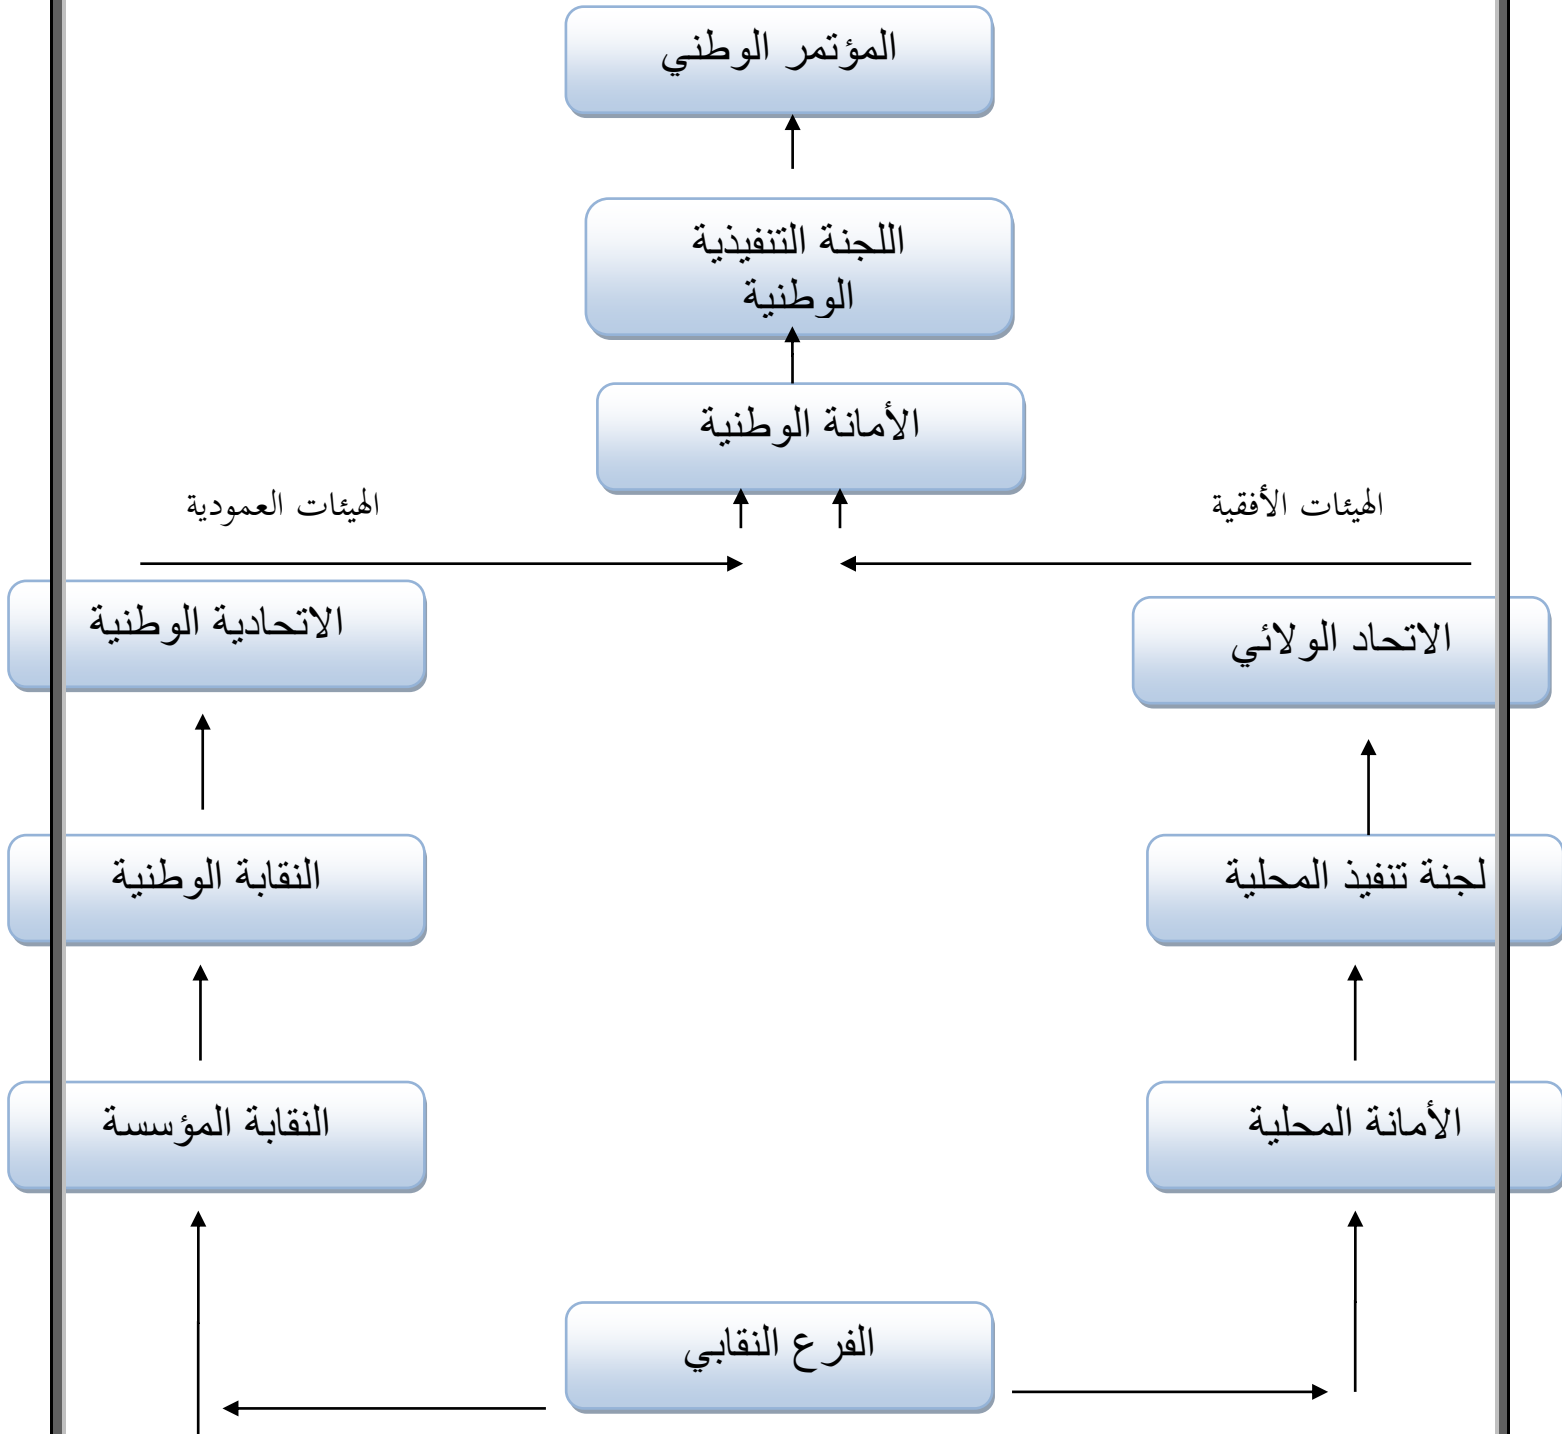 المؤتمر الوطني
اللجنة التنفيذية
الوطنية
الأمانة الوطنية
الهيئات الأفقية
الهيئات العمودية
الاتحاد الولائي
الاتحادية الوطنية
لجنة تنفيذ المحلية
النقابة الوطنية
الأمانة المحلية
النقابة المؤسسة
الفرع النقابي